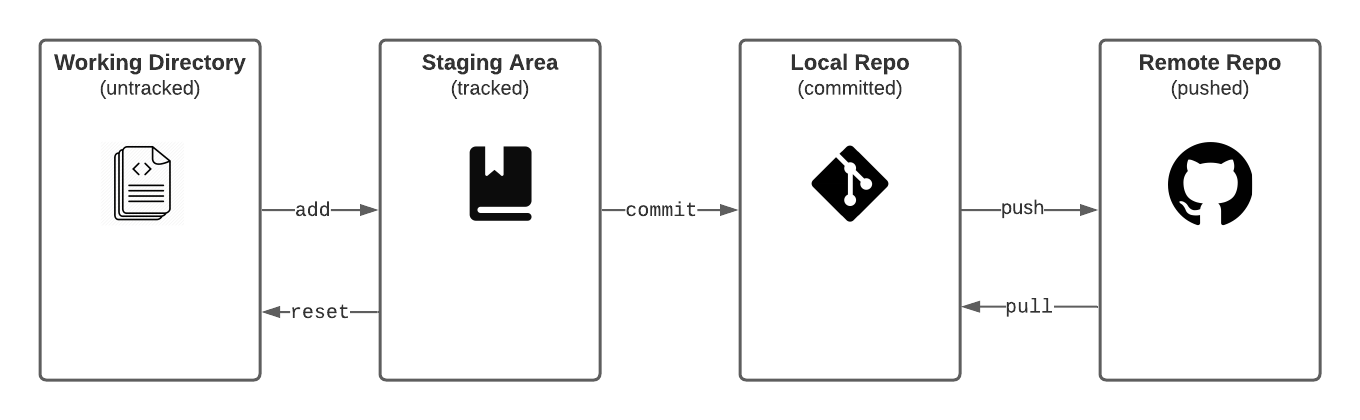 Working Directory
(untracked)
Staging Area
(tracked)
Local Repo
(committed)
Remote Repo
(pushed)
add
commit
push
reset
pull